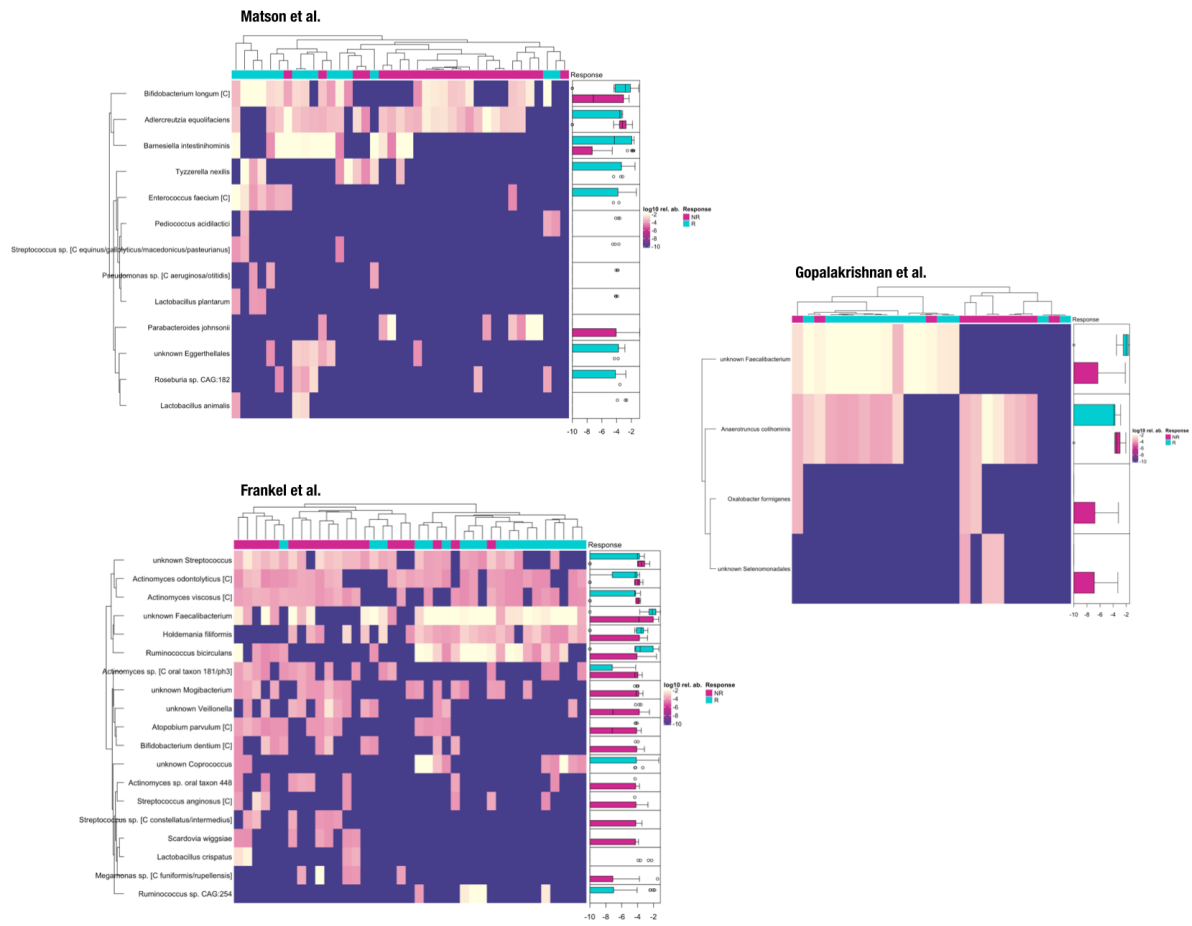 Matson et al.
Response
Bifidobacterium longum [C]
Adlercreutzia equolifaciens
Barnesiella intestinihominis
Tyzzerella nexilis
Enterococcus faecium [C]
Pediococcus acidilactici
Streptococcus sp. [C equinus/gallolyticus/macedonicus/pasteurianus]
Pseudomonas sp. [C aeruginosa/otitidis]
Lactobacillus plantarum
Parabacteroides johnsonii
unknown Eggerthellales
Roseburia sp. CAG:182
Lactobacillus animalis
-10 -8 -6 -4 -2
log10 rel. ab. Response
-2 NR
-4 R
-6
-8
-10
Gopalakrishnan et al.
Response
unknown Faecalibacterium
Anaerotruncus colihominis
Oxalobacter formigenes
unknown Selenomonadales
-10 -8 -6 -4 -2
log10 rel. ab. Response
-2 NR
-4 R
-6
-8
-10
Frankel et al.
Response
unknown Streptococcus
Actinomyces odontolyticus [C]
Actinomyces viscosus [C]
unknown Faecalibacterium
Holdemania filiformis
Ruminococcus bicirculans
Actinomyces sp. [C oral taxon 181/ph3]
unknown Mogibacterium
unknown Veillonella
Atopobium parvulum [C]
Bifidobacterium dentium [C]
unknown Coprococcus
Actinomyces sp. oral taxon 448
Streptococcus anginosus [C]
Streptococcus sp. [C constellatus/intermedius]
Scardovia wiggsiae
Lactobacillus crispatus
Megamonas sp. [C funiformis/rupellensis]
Ruminococcus sp. CAG:254
-10 -8 -6 -4 -2
log10 rel. ab. Response
-2 NR
-4 R
-6
-8
-10